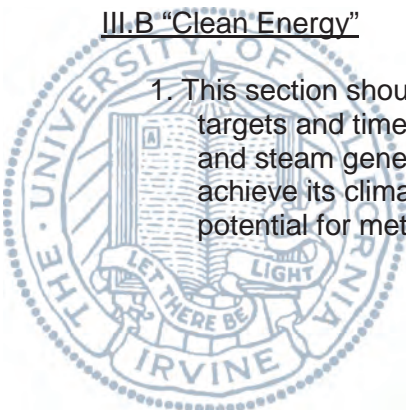 III.B “Clean Energy”
1. This section shou
targets and time
and steam gene
achieve its clima
potential for met
THE · UNIVERSITY · OF · CALIFORNIA
A
LET THERE BE LIGHT
IRVINE